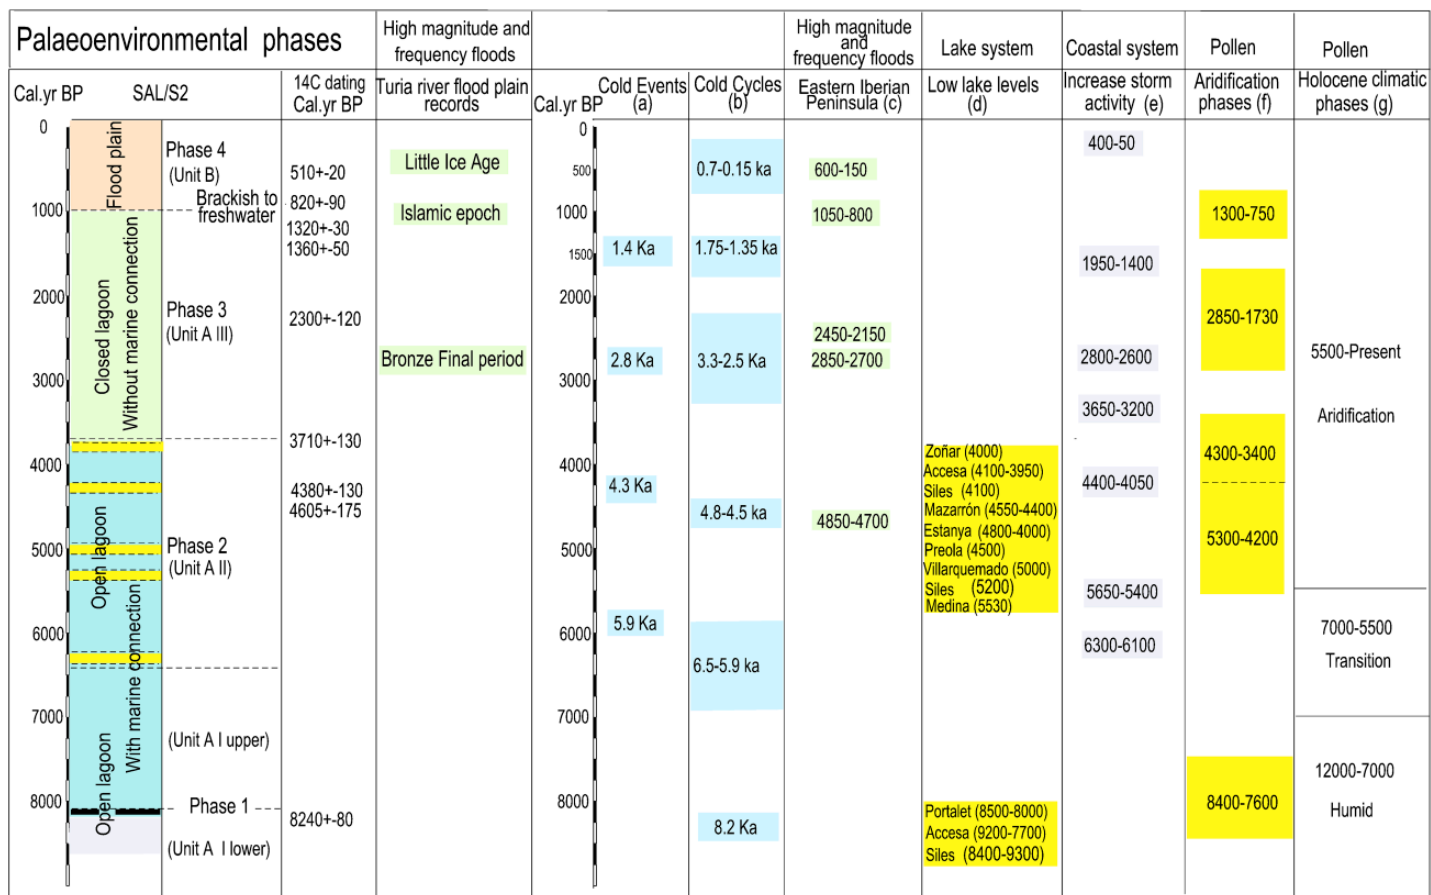 Palaeoenvironmental phases
High magnitude and
frequency floods
High magnitude
and
frequency floods
Lake system
Coastal system
Pollen
Pollen
Cal.yr BP
SAL/S2
14C dating
Cal.yr BP
Turia river flood plain
records
Cal.yr BP
Cold Events
(a)
Cold Cycles
(b)
Eastern Iberian
Peninsula (c)
Low lake levels
(d)
Increase storm
activity (e)
Aridification
phases (f)
Holocene climatic
phases (g)
0
1000
2000
3000
4000
5000
6000
7000
8000
Flood plain
Closed lagoon
Without marine connection
Open lagoon
With marine connection
Open lagoon
Phase 4
(Unit B)
Brackish to
freshwater
Phase 3
(Unit A III)
Phase 2
(Unit A II)
(Unit A I upper)
Phase 1
(Unit A I lower)
510+-20
820+-90
1320+-30
1360+-50
2300+-120
3710+-130
4380+-130
4605+-175
8240+-80
Little Ice Age
Islamic epoch
Bronze Final period
0
500
1000
1500
2000
3000
4000
5000
6000
7000
8000
1.4 Ka
2.8 Ka
4.3 Ka
5.9 Ka
0.7-0.15 ka
1.75-1.35 ka
3.3-2.5 Ka
4.8-4.5 ka
6.5-5.9 ka
8.2 Ka
600-150
1050-800
2450-2150
2850-2700
4850-4700
Zoñar (4000)
Accesa (4100-3950)
Siles (4100)
Mazarrón (4550-4400)
Estanya (4800-4000)
Preola (4500)
Villarquemado (5000)
Siles (5200)
Medina (5530)
Portalet (8500-8000)
Accesa (9200-7700)
Siles (8400-9300)
400-50
1950-1400
2800-2600
3650-3200
4400-4050
5650-5400
6300-6100
1300-750
2850-1730
4300-3400
5300-4200
8400-7600
5500-Present
Aridification
7000-5500
Transition
12000-7000
Humid